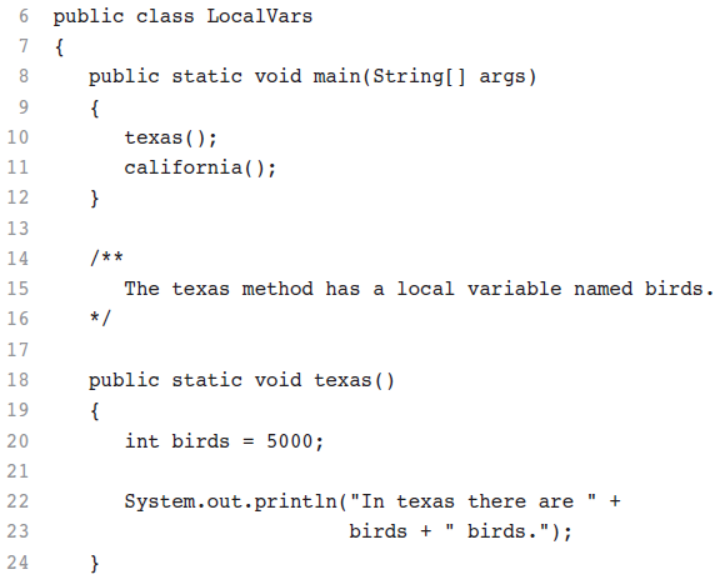 6 public class LocalVars
7 {
8    public static void main(String[] args)
9    {
10       texas();
11       california();
12    }
13
14    /**
15       The texas method has a local variable named birds.
16    */
17
18    public static void texas()
19    {
20       int birds = 5000;
21
22       System.out.println("In texas there are " +
23                          birds + " birds.");
24    }